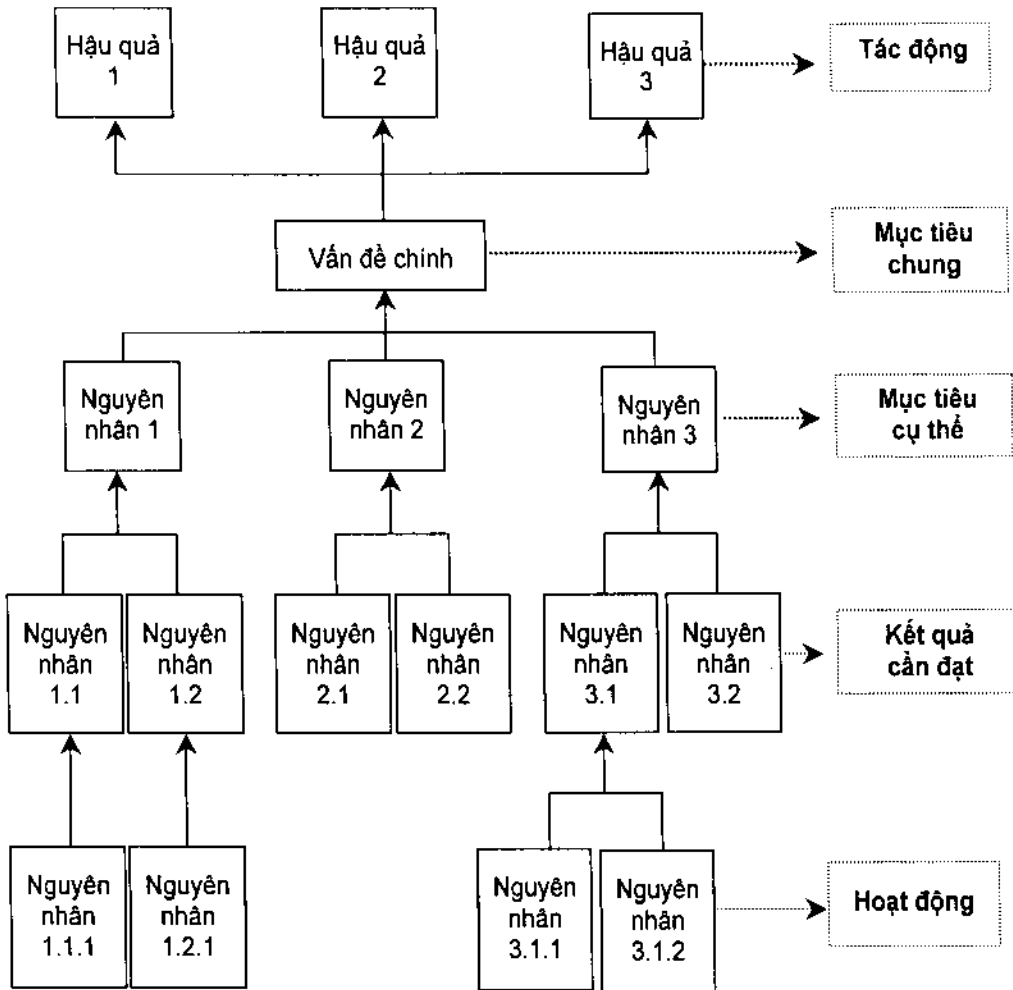 Hậu quả
1
Hậu quả
2
Hậu quả
3
Tác động
Vấn đề chính
Mục tiêu
chung
Nguyên
nhân 1
Nguyên
nhân 2
Nguyên
nhân 3
Mục tiêu
cụ thể
Nguyên
nhân
1.1
Nguyên
nhân
1.2
Nguyên
nhân
2.1
Nguyên
nhân
2.2
Nguyên
nhân
3.1
Nguyên
nhân
3.2
Kết quả
cần đạt
Nguyên
nhân
1.1.1
Nguyên
nhân
1.2.1
Nguyên
nhân
3.1.1
Nguyên
nhân
3.1.2
Hoạt động